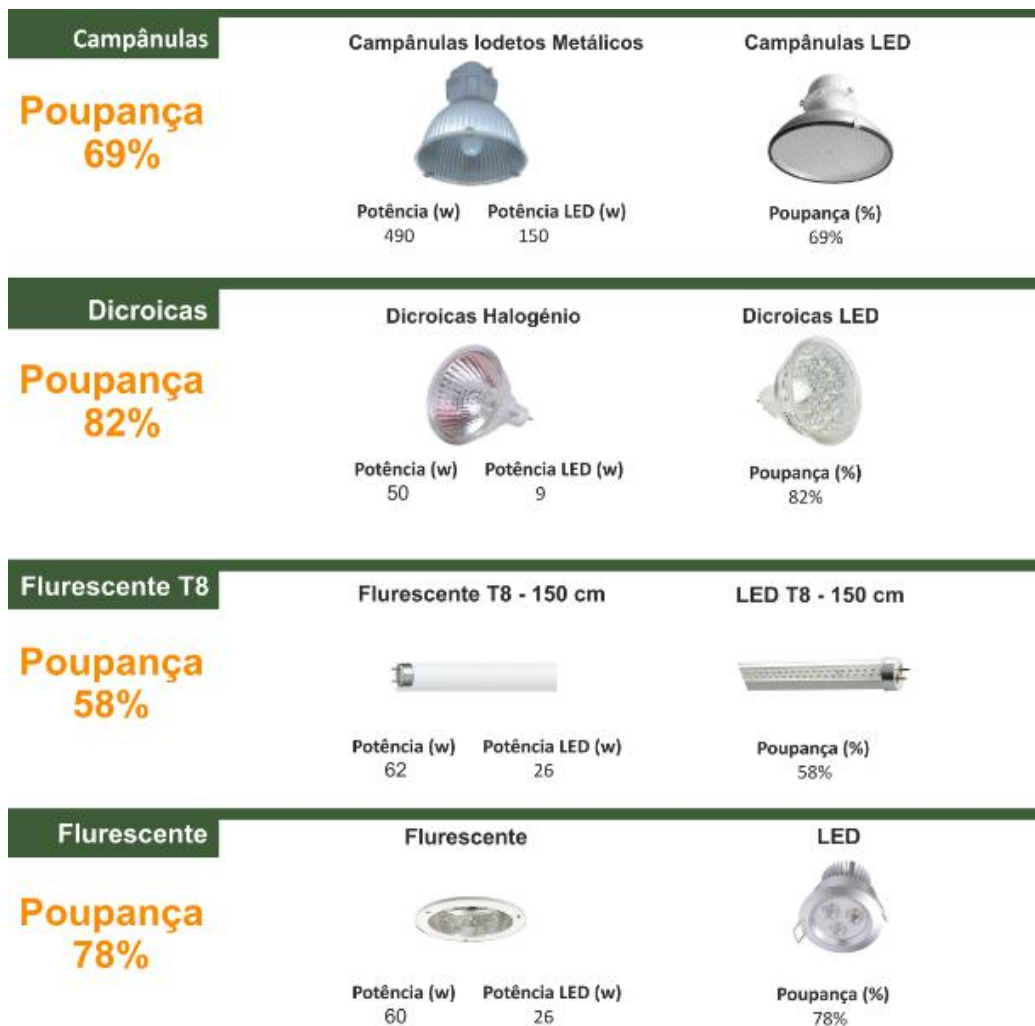 Campânulas
Campânulas Iodetos Metálicos
Campânulas LED
Poupança
69%
Potência (w)
Potência LED (w)
Poupança (%)
490
150
69%
Dicroicas
Dicroicas Halogénio
Dicroicas LED
Poupança
82%
Potência (w)
Potência LED (w)
Poupança (%)
50
9
82%
Flurescente T8
Flurescente T8 - 150 cm
LED T8 - 150 cm
Poupança
58%
Potência (w)
Potência LED (w)
Poupança (%)
62
26
58%
Flurescente
Flurescente
LED
Poupança
78%
Potência (w)
Potência LED (w)
Poupança (%)
60
26
78%